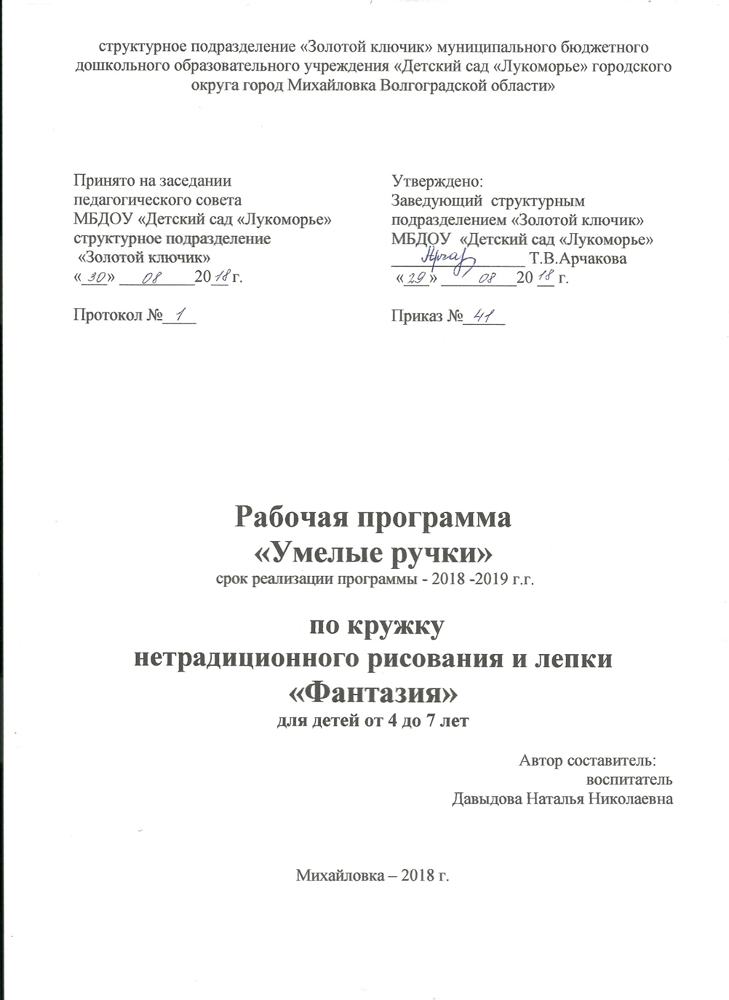 структурное подразделение «Золотой ключик» муниципального бюджетного
дошкольного образовательного учреждения «Детский сад «Лукоморье» городского
округа город Михайловка Волгоградской области»
Принято на заседании
педагогического совета
МБДОУ «Детский сад «Лукоморье»
структурное подразделение
«Золотой ключик»
«30» 08 2018 г.
Протокол № 1
Утверждено:
Заведующий структурным
подразделением «Золотой ключик»
МБДОУ «Детский сад «Лукоморье»
Т.В.Арчакова
«29» 08 2018 г.
Приказ № 41
Рабочая программа
«Умелые ручки»
срок реализации программы - 2018 -2019 г.г.
по кружку
нетрадиционного рисования и лепки
«Фантазия»
для детей от 4 до 7 лет
Автор составитель:
воспитатель
Давыдова Наталья Николаевна
Михайловка – 2018 г.